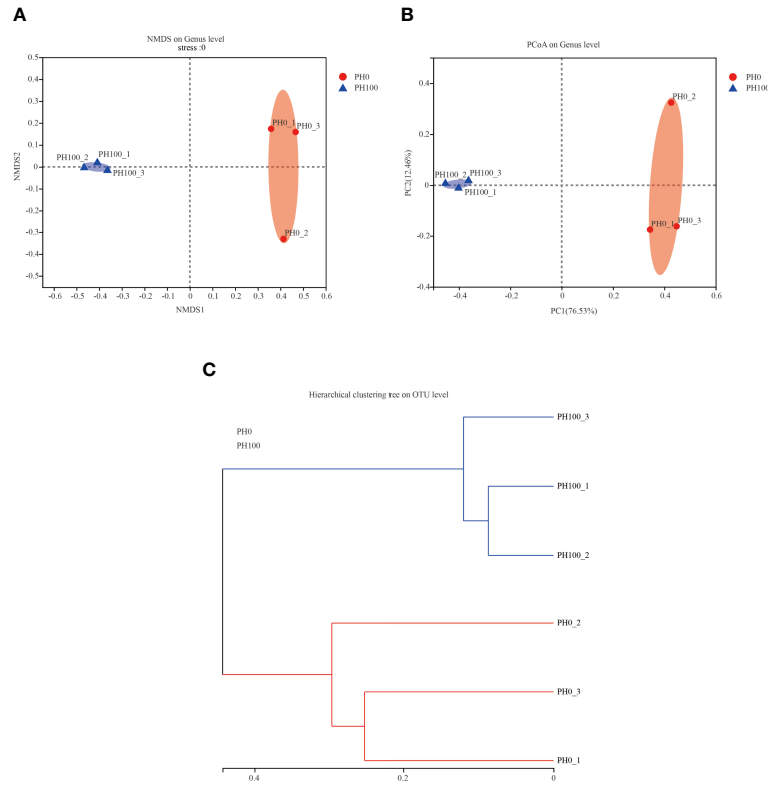 A
NMDS on Genus level
stress :0
PH0
PH100
0.5
0.4
0.3
0.2
0.1
0
-0.1
-0.2
-0.3
-0.4
-0.5
NMDS2
PH0_1
PH0_3
PH100_2
PH100_1
PH100_3
PH0_2
-0.6
-0.5
-0.4
-0.3
-0.2
-0.1
0
0.1
0.2
0.3
0.4
0.5
0.6
NMDS1
B
PCoA on Genus level
PH0
PH100
0.4
0.2
0
-0.2
-0.4
PC2(12.46%)
PH0_2
PH100_2
PH100_3
PH100_1
PH0_1
PH0_3
-0.4
-0.2
0
0.2
0.4
0.6
PC1(76.53%)
C
Hierarchical clustering tree on OTU level
PH0
PH100
PH100_3
PH100_1
PH100_2
PH0_2
PH0_3
PH0_1
0.4
0.2
0